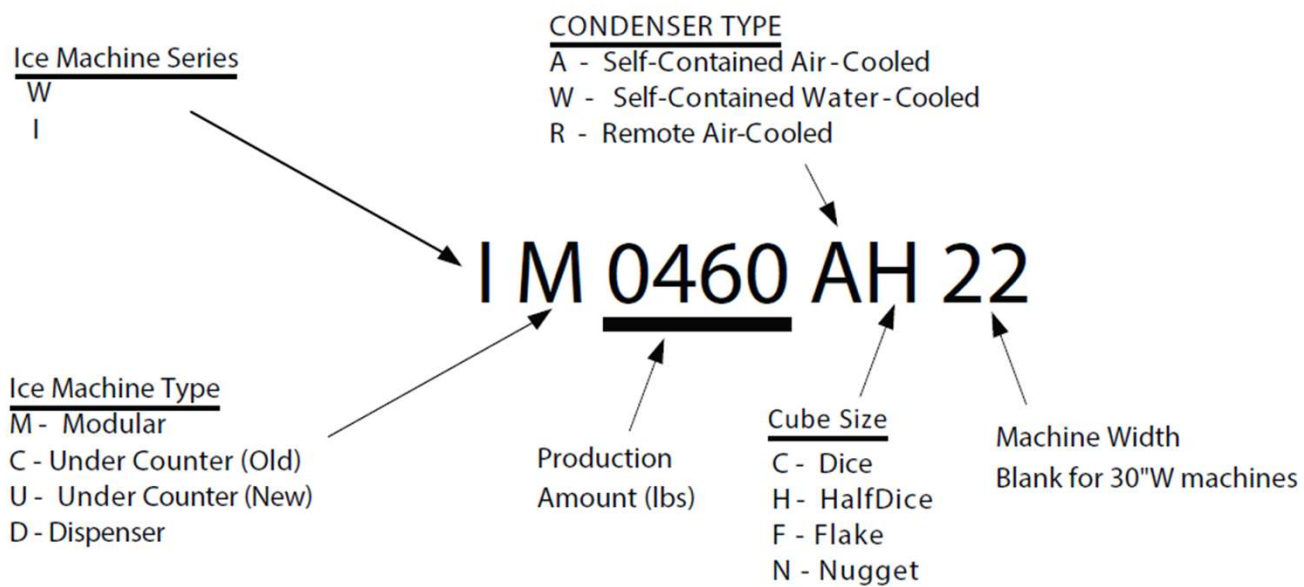 Ice Machine Series
W
I
CONDENSER TYPE
A - Self-Contained Air-Cooled
W - Self-Contained Water-Cooled
R - Remote Air-Cooled
I M 0460 AH 22
Ice Machine Type
M - Modular
C - Under Counter (Old)
U - Under Counter (New)
D - Dispenser
Production
Amount (lbs)
Cube Size
C - Dice
H - HalfDice
F - Flake
N - Nugget
Machine Width
Blank for 30"W machines